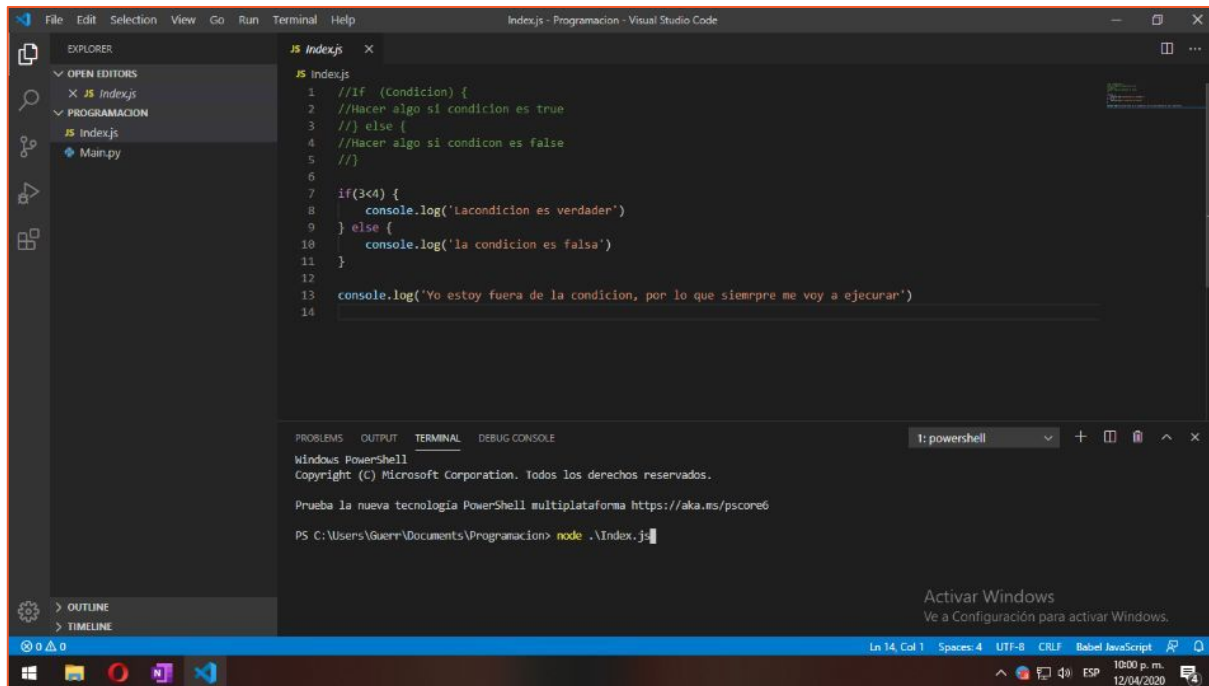 File Edit Selection View Go Run Terminal Help Index.js - Programacion - Visual Studio Code
EXPLORER
OPEN EDITORS
JS Index.js
PROGRAMACION
JS Index.js
Main.py
JS Index.js
JS Index.js
1 //If  (Condicion) {
2 //Hacer algo si condicion es true
3 //} else {
4 //Hacer algo si condicon es false
5 //}
6
7 if(3<4) {
8     console.log('Lacondicion es verdader')
9 } else {
10     console.log('la condicion es falsa')
11 }
12
13 console.log('Yo estoy fuera de la condicion, por lo que siemrpre me voy a ejecurar')
14
PROBLEMS OUTPUT TERMINAL DEBUG CONSOLE 1: powershell
Windows PowerShell
Copyright (C) Microsoft Corporation. Todos los derechos reservados.
Prueba la nueva tecnología PowerShell multiplataforma https://aka.ms/pscore6
PS C:\Users\Guerr\Documents\Programacion> node .\Index.js
Activar Windows
Ve a Configuración para activar Windows.
OUTLINE
TIMELINE
0 0 Ln 14, Col 1 Spaces: 4 UTF-8 CRLF Babel JavaScript
N ESP 10:00 p. m.
12/04/2020
4